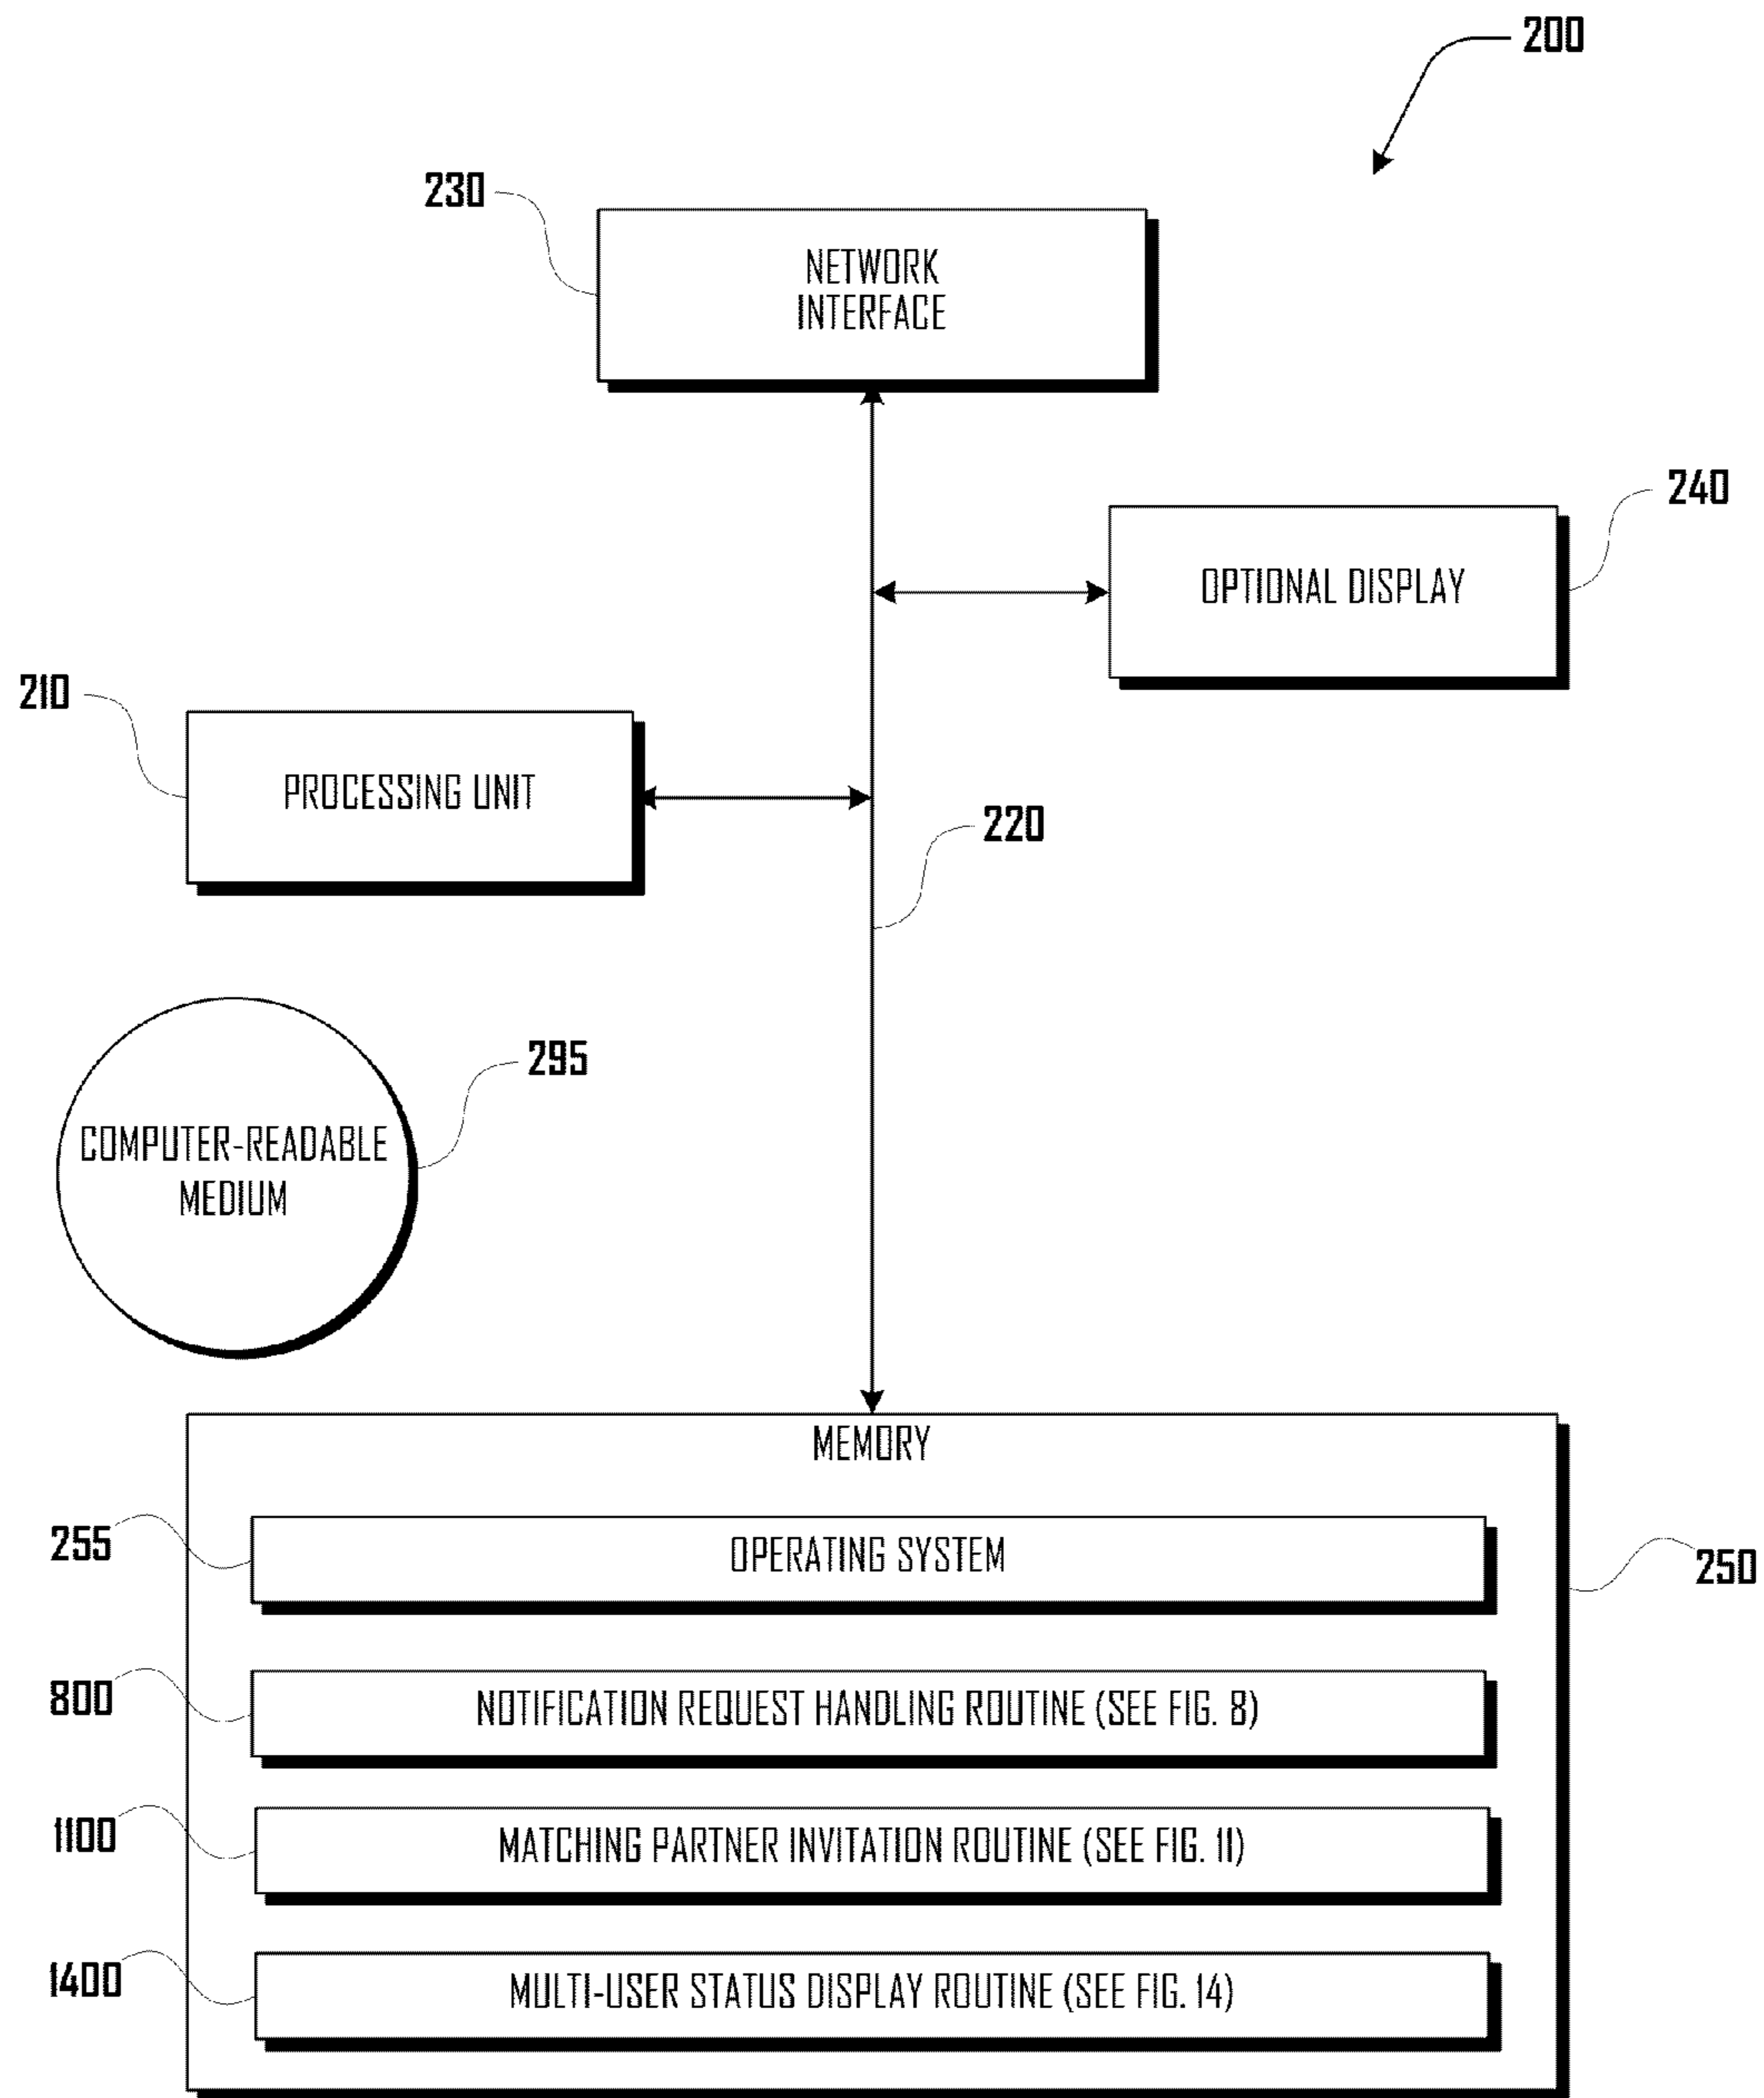 200
230
NETWORK
INTERFACE
240
OPTIONAL DISPLAY
210
PROCESSING UNIT
220
295
COMPUTER-READABLE
MEDIUM
MEMORY
255
OPERATING SYSTEM
250
800
NOTIFICATION REQUEST HANDLING ROUTINE (SEE FIG. 8)
1100
MATCHING PARTNER INVITATION ROUTINE (SEE FIG. 11)
1400
MULTI-USER STATUS DISPLAY ROUTINE (SEE FIG. 14)